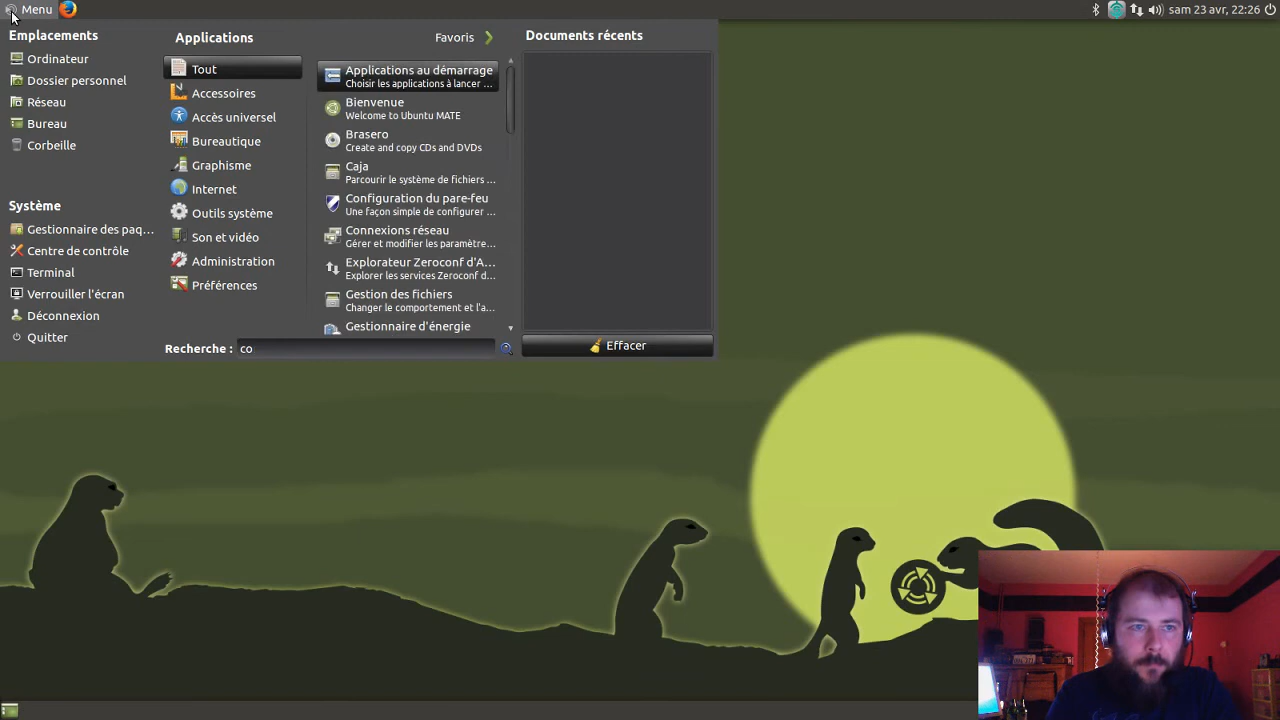 Menu
sam 23 avr, 22:26
Emplacements
Ordinateur
Dossier personnel
Réseau
Bureau
Corbeille
Système
Gestionnaire des paq...
Centre de contrôle
Terminal
Verrouiller l'écran
Déconnexion
Quitter
Applications
Favoris
Tout
Accessoires
Accès universel
Bureautique
Graphisme
Internet
Outils système
Son et vidéo
Administration
Préférences
Applications au démarrage
Choisir les applications à lancer ...
Bienvenue
Welcome to Ubuntu MATE
Brasero
Create and copy CDs and DVDs
Caja
Parcourir le système de fichiers ...
Configuration du pare-feu
Une façon simple de configurer ...
Connexions réseau
Gérer et modifier les paramètre...
Explorateur Zeroconf d'A...
Explorer les services Zeroconf d...
Gestion des fichiers
Changer le comportement et l'a...
Gestionnaire d'énergie
Recherche : co
Documents récents
Effacer